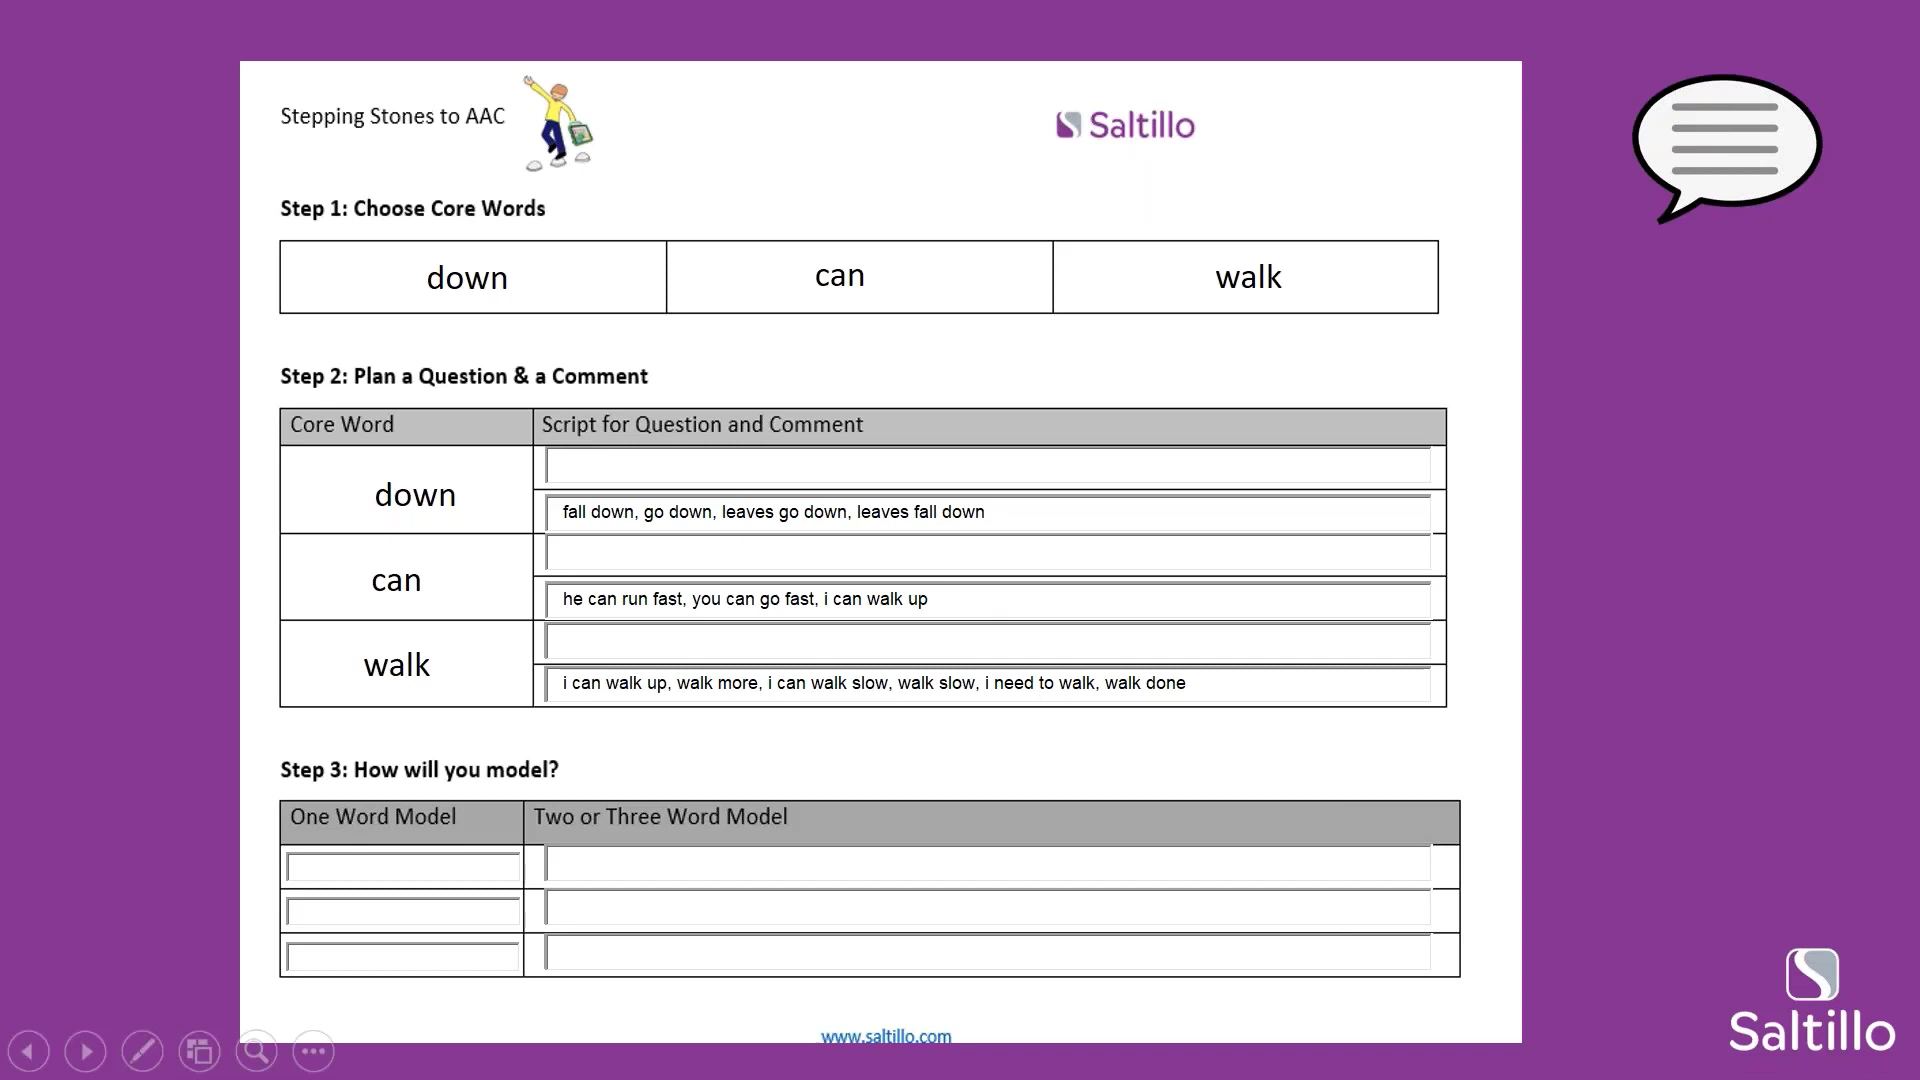 Stepping Stones to AAC
Saltillo
Step 1: Choose Core Words
down can walk
Step 2: Plan a Question & a Comment
Core Word Script for Question and Comment
down
fall down, go down, leaves go down, leaves fall down
can
he can run fast, you can go fast, i can walk up
walk
i can walk up, walk more, i can walk slow, walk slow, i need to walk, walk done
Step 3: How will you model?
One Word Model Two or Three Word Model
www.saltillo.com
Saltillo